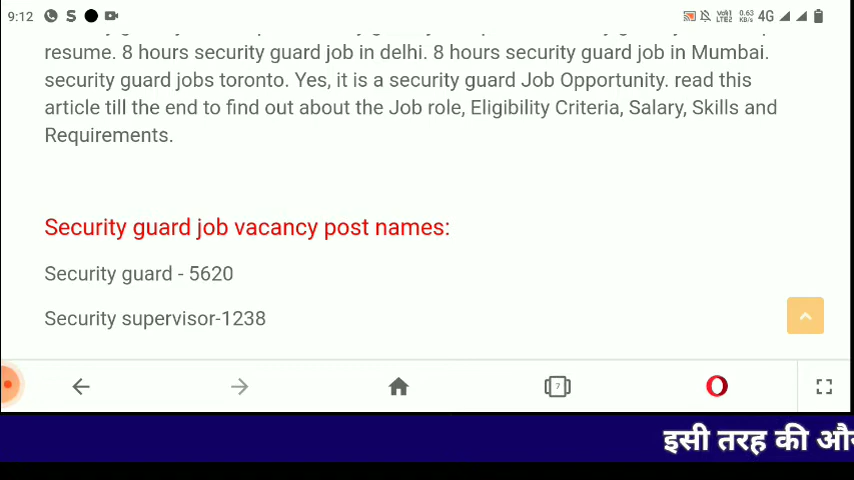 9:12
Vo4) LTE2 0.63 KB/s 4G
resume. 8 hours security guard job in delhi. 8 hours security guard job in Mumbai.
security guard jobs toronto. Yes, it is a security guard Job Opportunity. read this
article till the end to find out about the Job role, Eligibility Criteria, Salary, Skills and
Requirements.
Security guard job vacancy post names:
Security guard - 5620
Security supervisor-1238
7
इसी तरह की